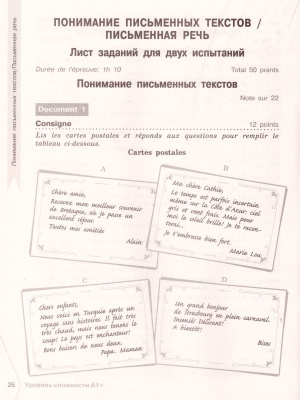 ПОНИМАНИЕ ПИСЬМЕННЫХ ТЕКСТОВ /
ПИСЬМЕННАЯ РЕЧЬ
Лист заданий для двух испытаний
Durée de l'épreuve: 1h 10 Total 50 points
Понимание письменных текстов
Note sur 22
Document 1
Consigne 12 points
Lis les cartes postales et réponds aux questions pour remplir le
tableau ci-dessous.
Cartes postales
A
Chère amie,
Recevez mon meilleur souvenir
de Bretagne, où je passe un
excellent séjour.
Toutes mes amitiés
Alain
B
Ma chère Cathie,
Le temps est parfois incertain
même sur la Côte d'Azur: ciel
gris et vent frais. Mais pour
moi le soleil brille! Je te racon-
terai...
Je t'embrasse bien fort.
Marie Lou
C
Chers enfants,
Nous voici en Turquie après un
voyage sans histoire. Il fait très
chaud, mais nous tenons le
coup! Le pays est enchanteur!
Bons baisers de nous deux.
Papa, Maman
D
Un grand bonjour
de Strasbourg en plein carnaval.
Insensé! Délirant!
A bientôt!
Bises
26 Уровень сложности A1+
Понимание письменных текстов/Письменная речь